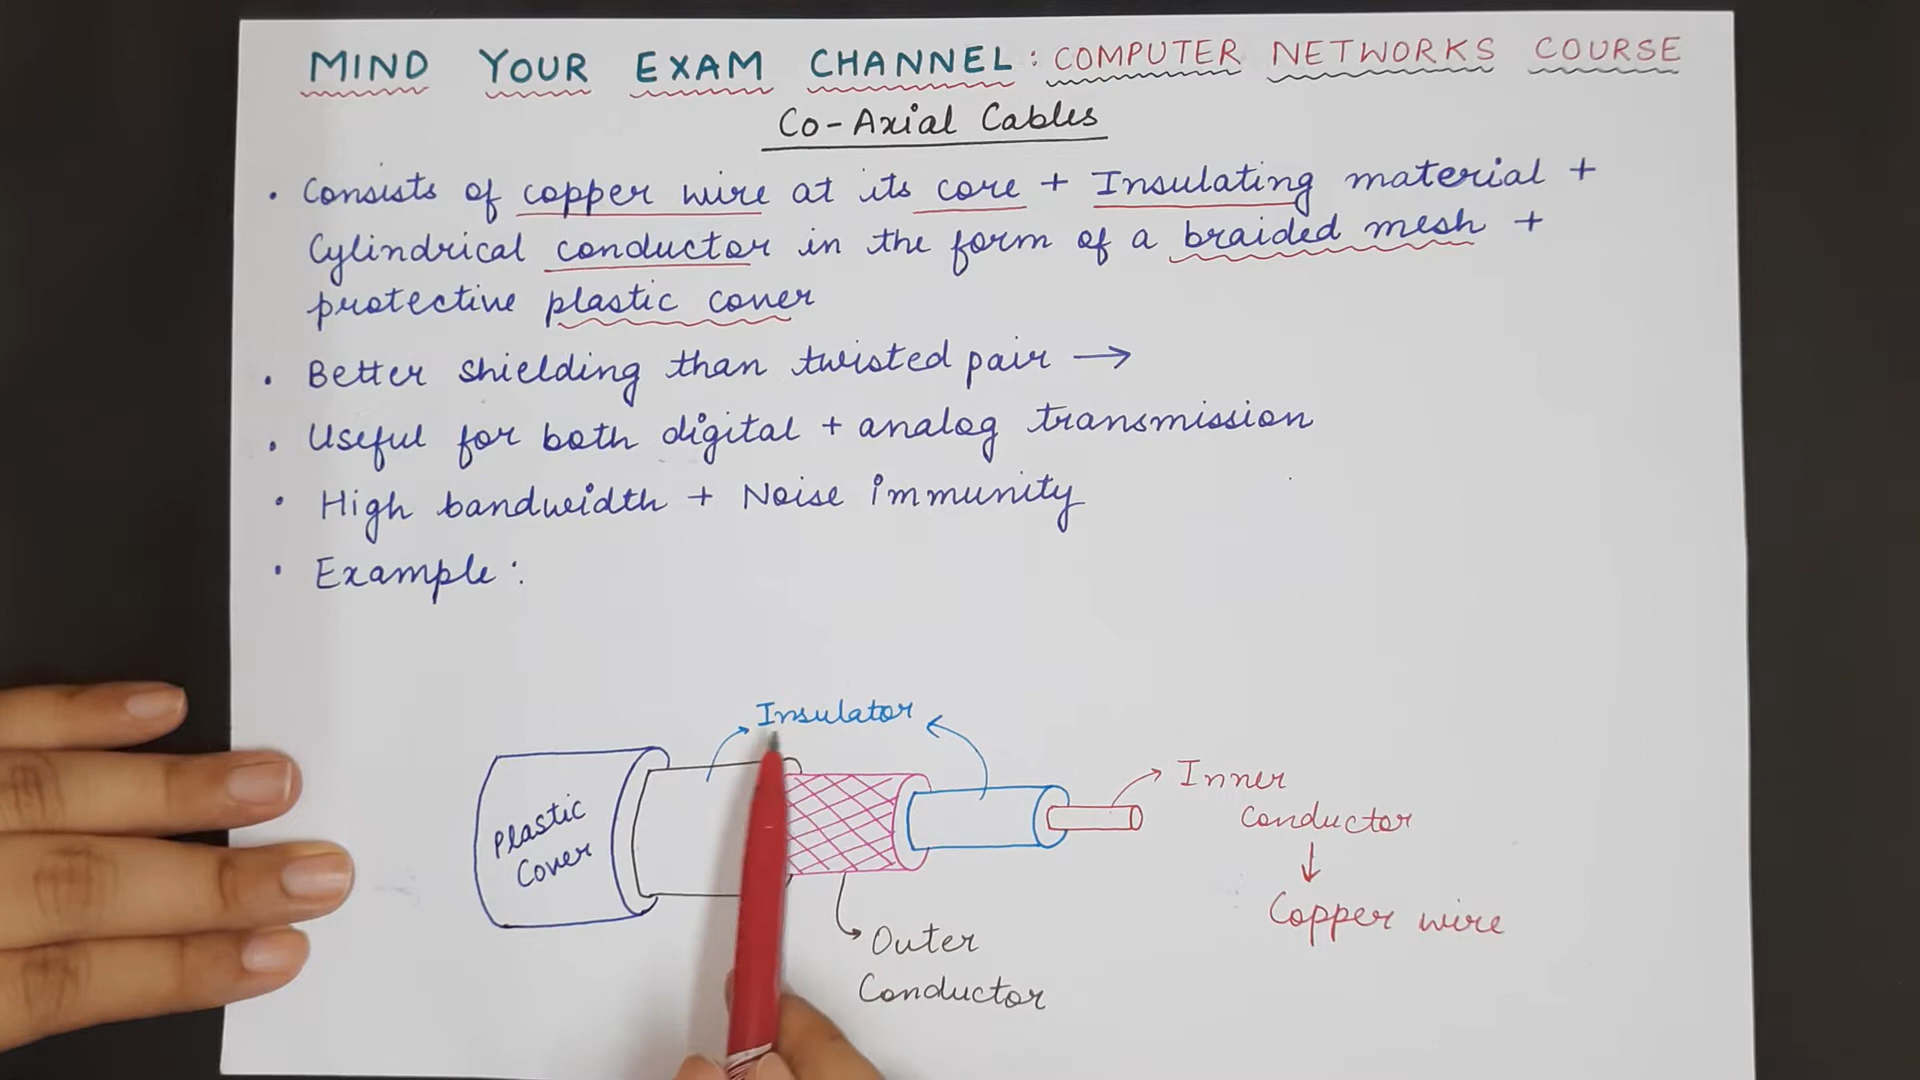 MIND YOUR EXAM CHANNEL : COMPUTER NETWORKS COURSE
Co-Axial Cables
• Consists of copper wire at its core + Insulating material +
Cylindrical conductor in the form of a braided mesh +
protective plastic cover
• Better shielding than twisted pair →
• Useful for both digital + analog transmission
• High bandwidth + Noise immunity
• Example :
Insulator
Plastic
Cover
Inner
Conductor
↓
Copper wire
Outer
Conductor